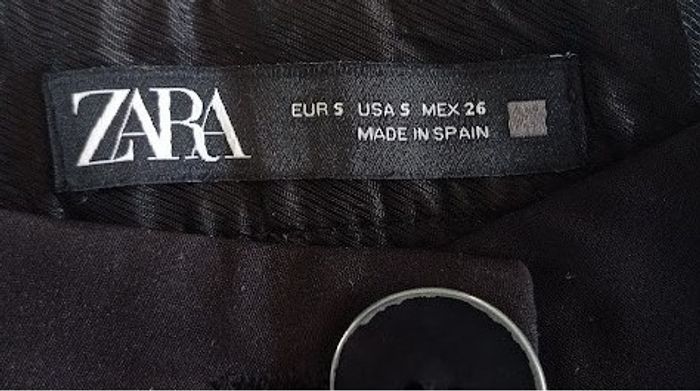 ZARA
EUR S USA S MEX 26
MADE IN SPAIN